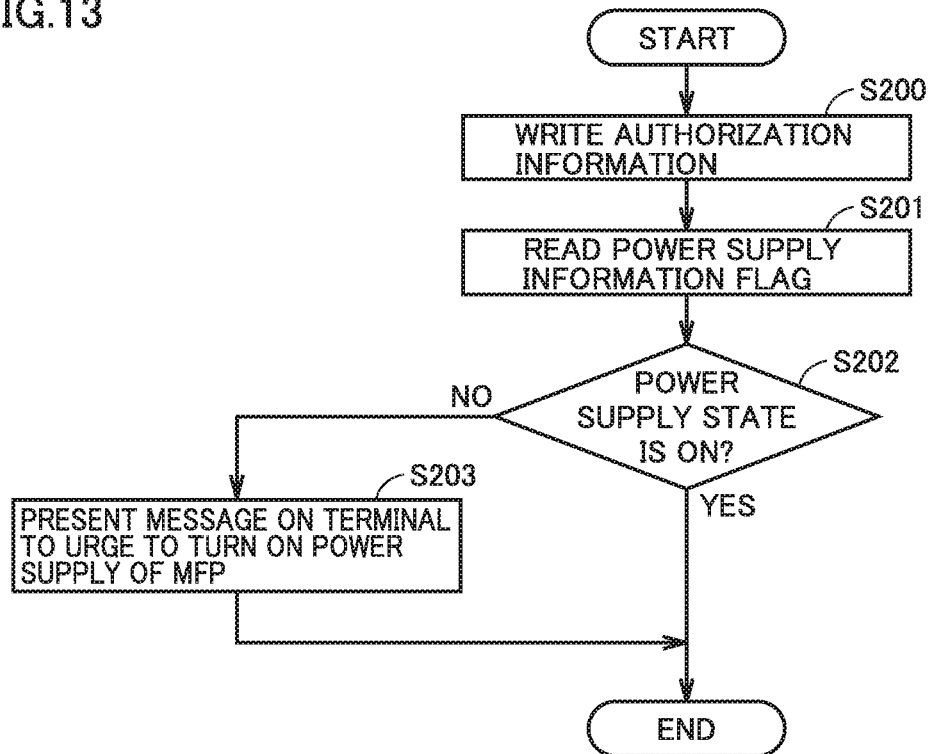 IG.13
START
S200
WRITE AUTHORIZATION
INFORMATION
S201
READ POWER SUPPLY
INFORMATION FLAG
S202
POWER
SUPPLY STATE
IS ON?
NO
YES
S203
PRESENT MESSAGE ON TERMINAL
TO URGE TO TURN ON POWER
SUPPLY OF MFP
END